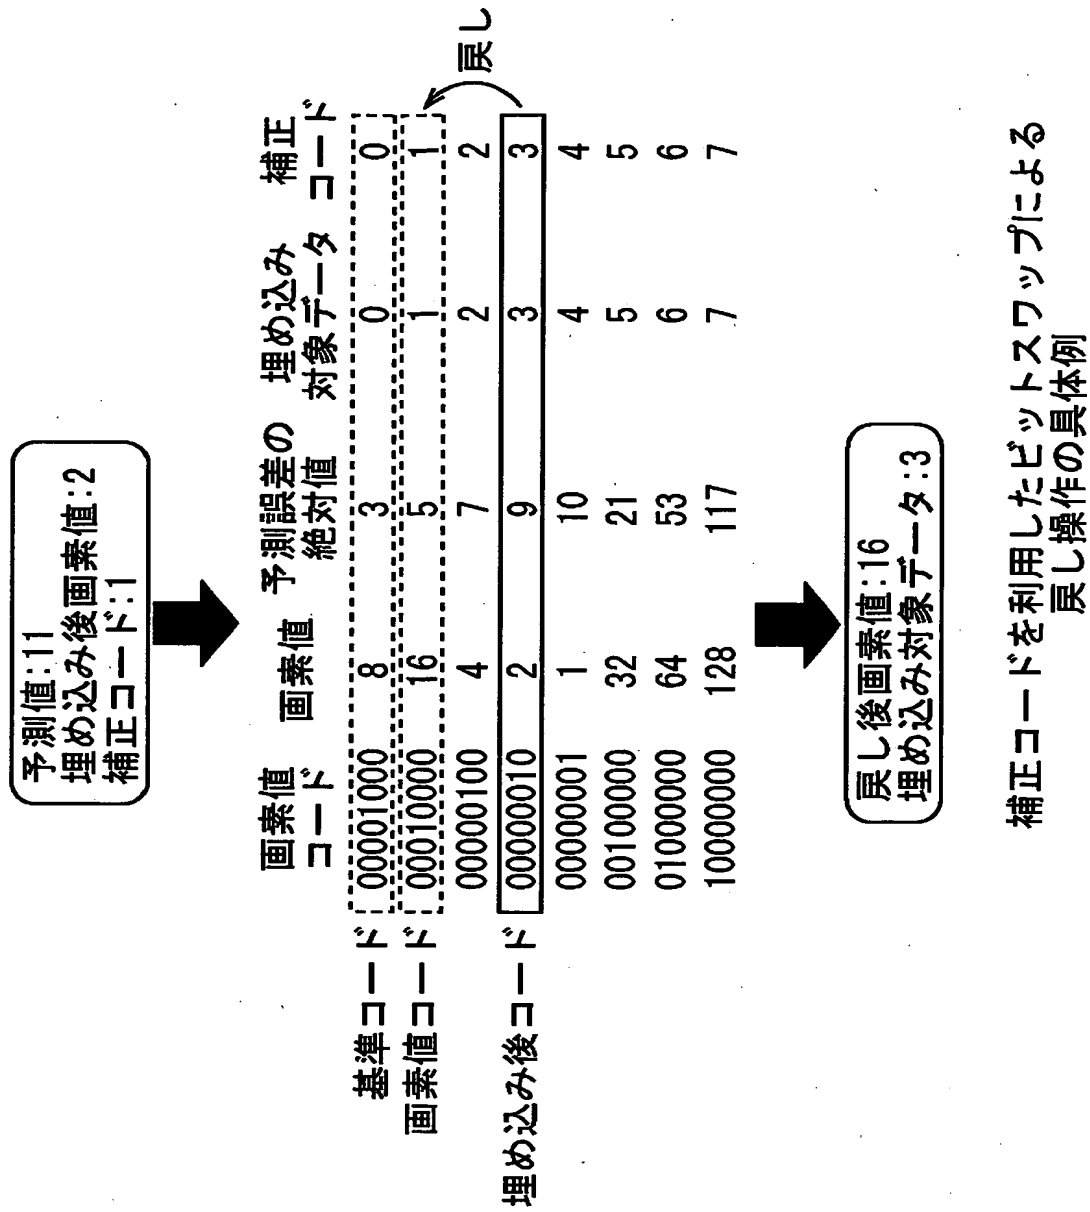 予測値:11
埋め込み後画素値:2
補正コード:1
画素値 コード 画素値 予測誤差の 絶対値 埋め込み 対象データ 補正 コード
基準コード 00001000 8 3 0 0
画素値コード 00010000 16 5 1 1
00000100 4 7 2 2
埋め込み後コード 00000010 2 9 3 3
戻し
00000001 1 10 4 4
00100000 32 21 5 5
01000000 64 53 6 6
10000000 128 117 7 7
戻し後画素値:16
埋め込み対象データ:3
補正コードを利用したビットスワップによる
戻し操作の具体例